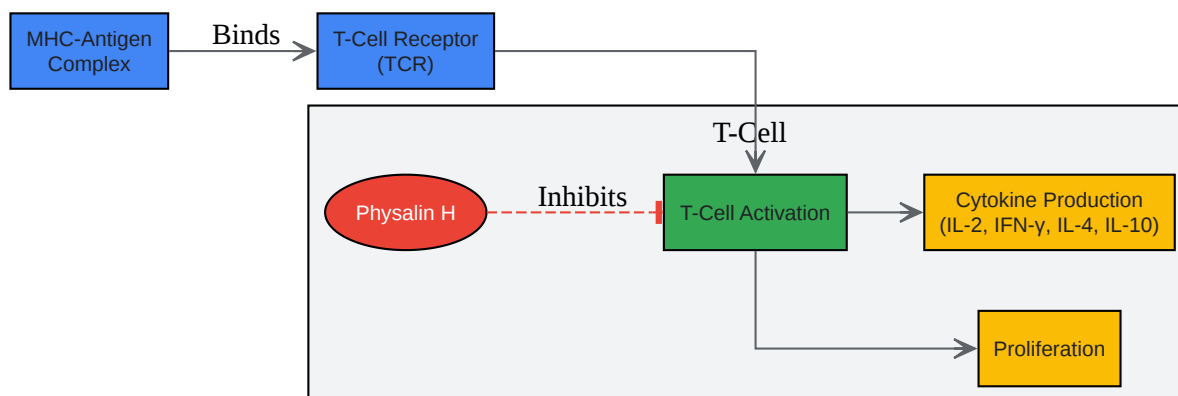 MHC-Antigen
Complex
Binds
T-Cell Receptor
(TCR)
T-Cell
Physalin H
Inhibits
T-Cell Activation
Cytokine Production
(IL-2, IFN-γ, IL-4, IL-10)
Proliferation